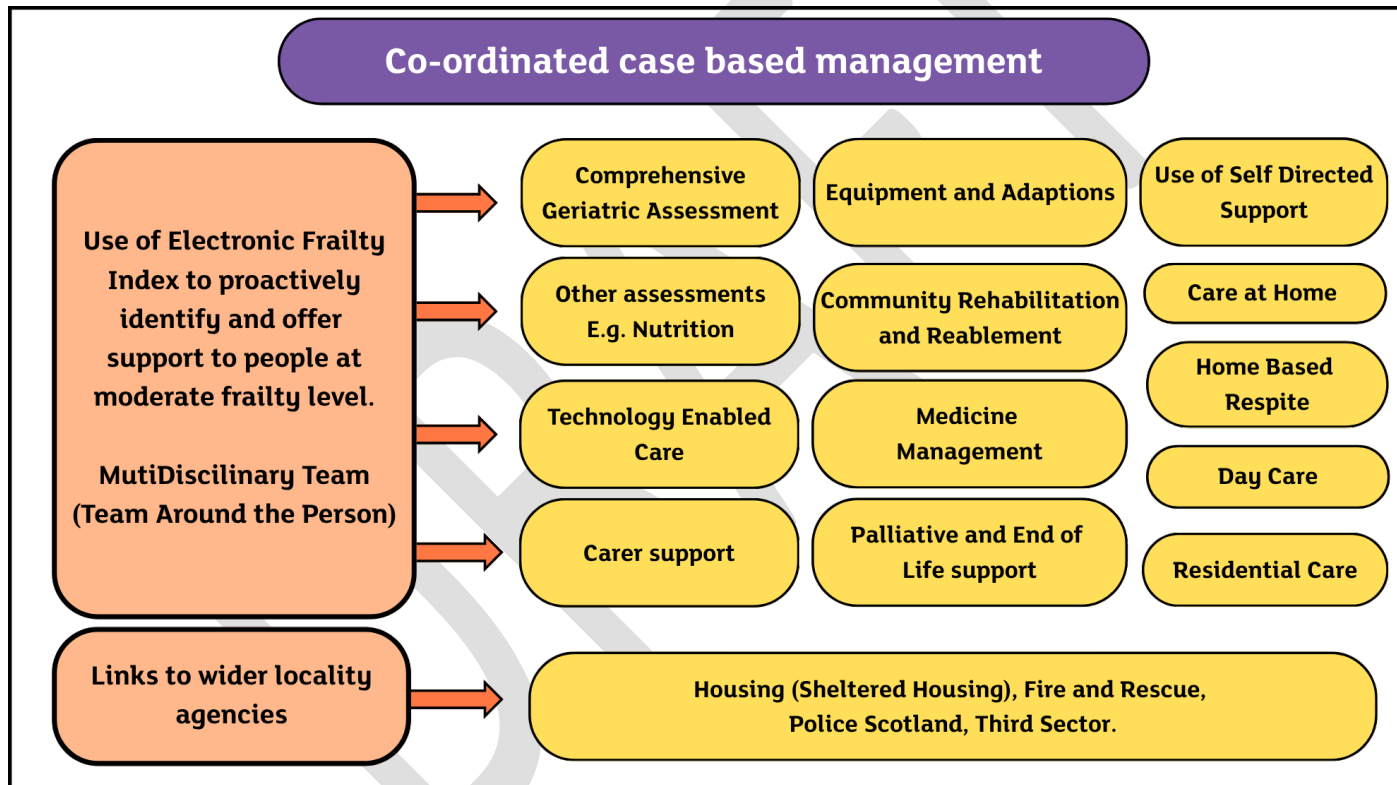 Co-ordinated case based management
Use of Electronic Frailty
Index to proactively
identify and offer
support to people at
moderate frailty level.
MutiDiscilinary Team
(Team Around the Person)
Comprehensive
Geriatric Assessment
Equipment and Adaptions
Use of Self Directed
Support
Other assessments
E.g. Nutrition
Community Rehabilitation
and Reablement
Care at Home
Home Based
Respite
Technology Enabled
Care
Medicine
Management
Day Care
Carer support
Palliative and End of
Life support
Residential Care
Links to wider locality
agencies
Housing (Sheltered Housing), Fire and Rescue,
Police Scotland, Third Sector.
DRAFT